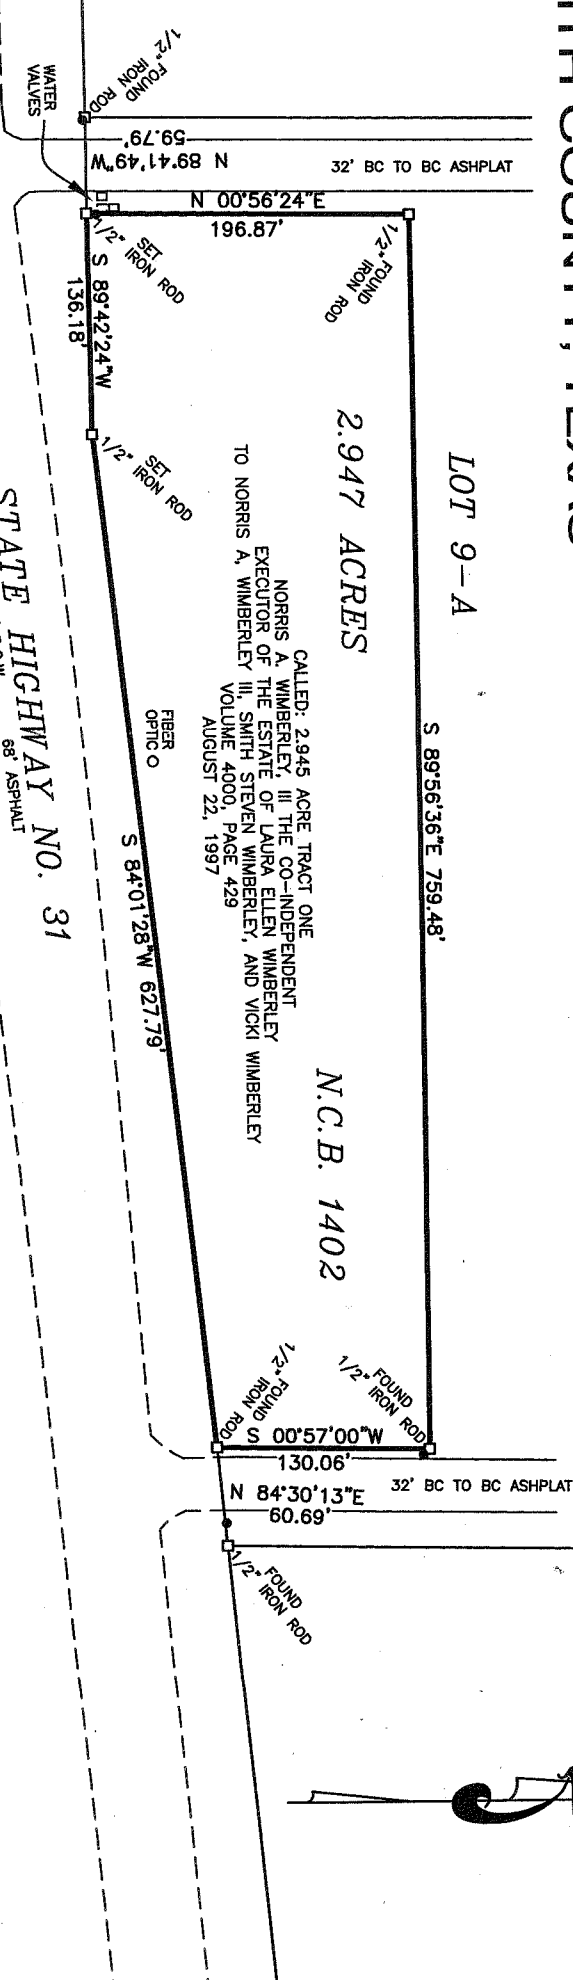 TH COUNTY, TEXAS
1/2" FOUND
IRON ROD
WATER
VALVES
N 89°41'49"W
59.79'
32' BC TO BC ASHPLAT
N 00°56'24"E
196.87'
SET
1/2" IRON ROD
1/2" FOUND
IRON ROD
S 89°42'24"W
136.18'
SET
1/2" IRON ROD
LOT 9-A
2.947 ACRES
S 89°56'36"E 759.48'
CALLED: 2.945 ACRE TRACT ONE
NORRIS A. WIMBERLEY, III THE CO-INDEPENDENT
EXECUTOR OF THE ESTATE OF LAURA ELLEN WIMBERLEY
TO NORRIS A, WIMBERLEY III, SMITH STEVEN WIMBERLEY, AND VICKI WIMBERLEY
VOLUME 4000, PAGE 429
AUGUST 22, 1997
FIBER
OPTIC
S 84°01'28"W 627.79'
STATE HIGHWAY NO. 31
68' ASPHALT
N.C.B. 1402
1/2" FOUND
IRON ROD
FOUND
1/2" IRON ROD
S 00°57'00"W
130.06'
N 84°30'13"E
60.69'
32' BC TO BC ASHPLAT
FOUND
1/2" IRON ROD